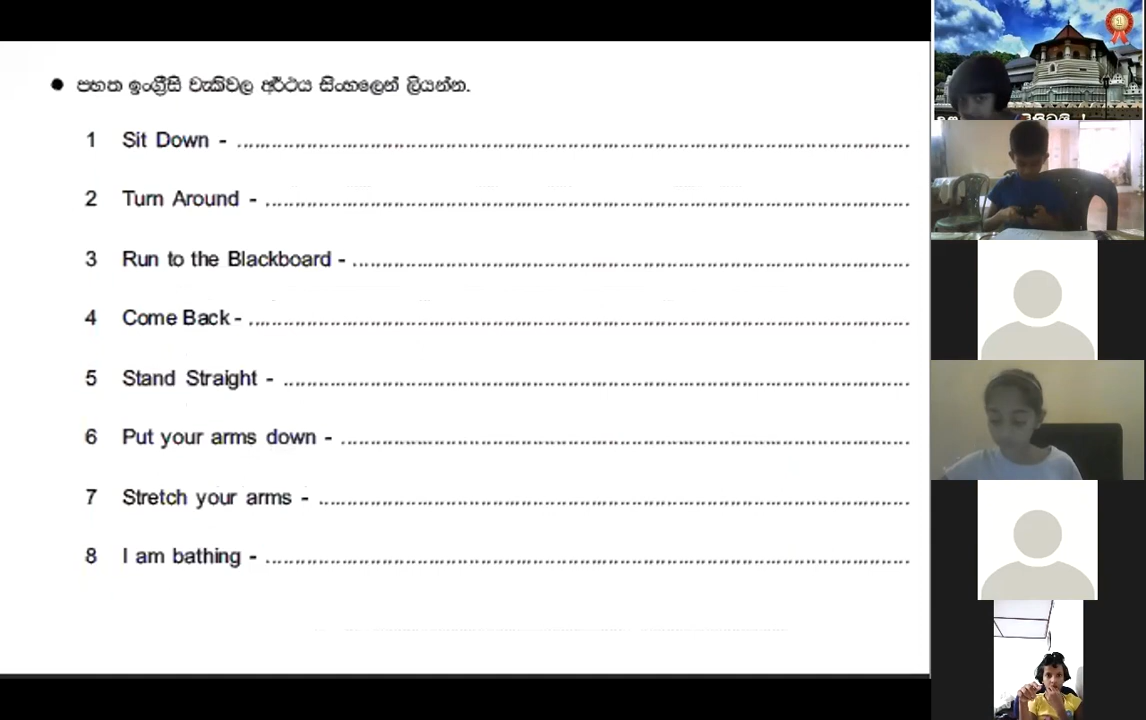 ● පහත ඉංග්‍රීසි වැකිවල අර්ථය සිංහලෙන් ලියන්න.
1 Sit Down - ................................................
2 Turn Around - ................................................
3 Run to the Blackboard - ................................................
4 Come Back - ................................................
5 Stand Straight - ................................................
6 Put your arms down - ................................................
7 Stretch your arms - ................................................
8 I am bathing - ................................................
1